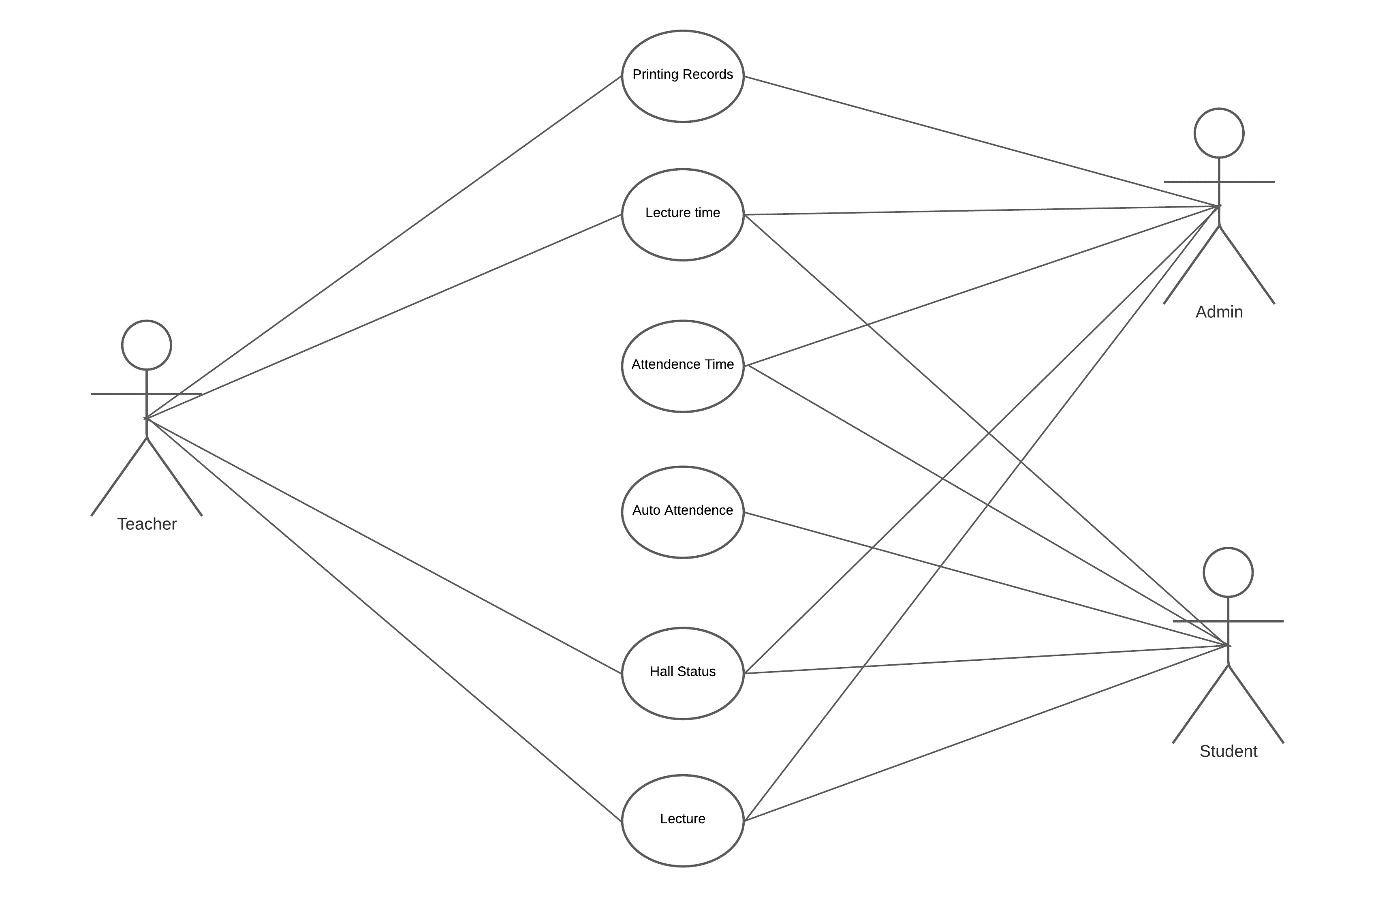 Printing Records
Lecture time
Admin
Attendence Time
Teacher
Auto Attendence
Hall Status
Student
Lecture